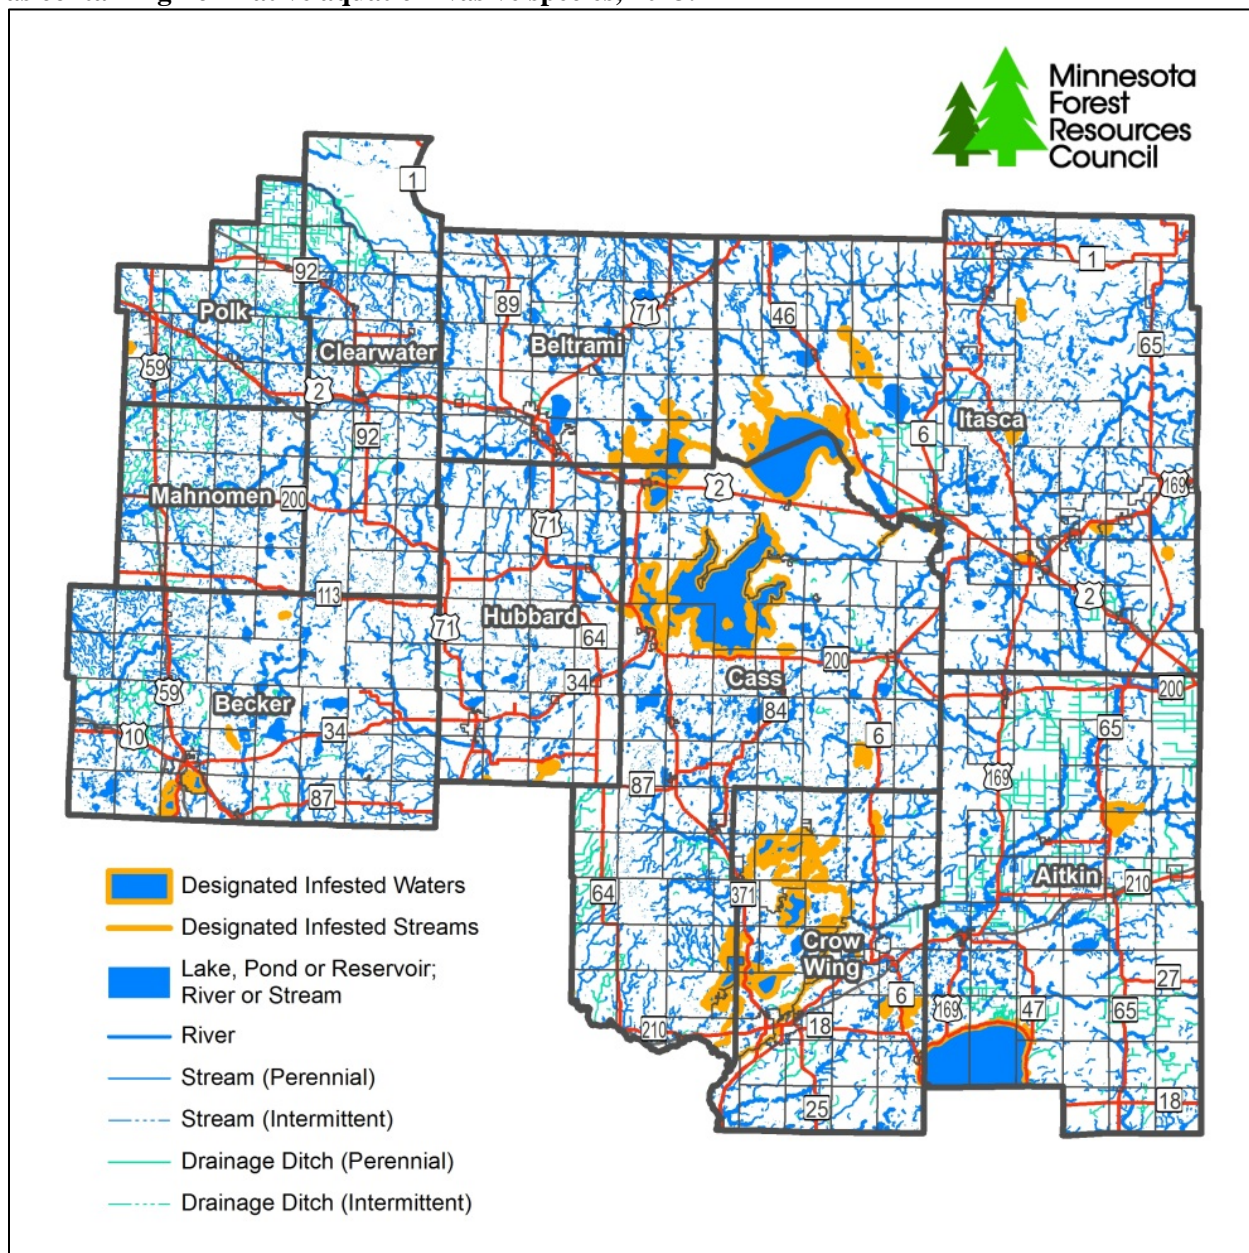 Minnesota
Forest
Resources
Council
1
92
Polk
89
71
46
1
Clearwater
Beltrami
65
59
2
92
6
Itasca
Mahnomen
200
2
169
71
113
71
Hubbard
64
2
34
200
200
59
Becker
Cass
84
10
34
6
65
169
87
87
Designated Infested Waters
64
371
Aitkin
210
Designated Infested Streams
Crow
Wing
Lake, Pond or Reservoir;
River or Stream
27
6
169
47
65
River
210
18
Stream (Perennial)
25
18
Stream (Intermittent)
Drainage Ditch (Perennial)
Drainage Ditch (Intermittent)